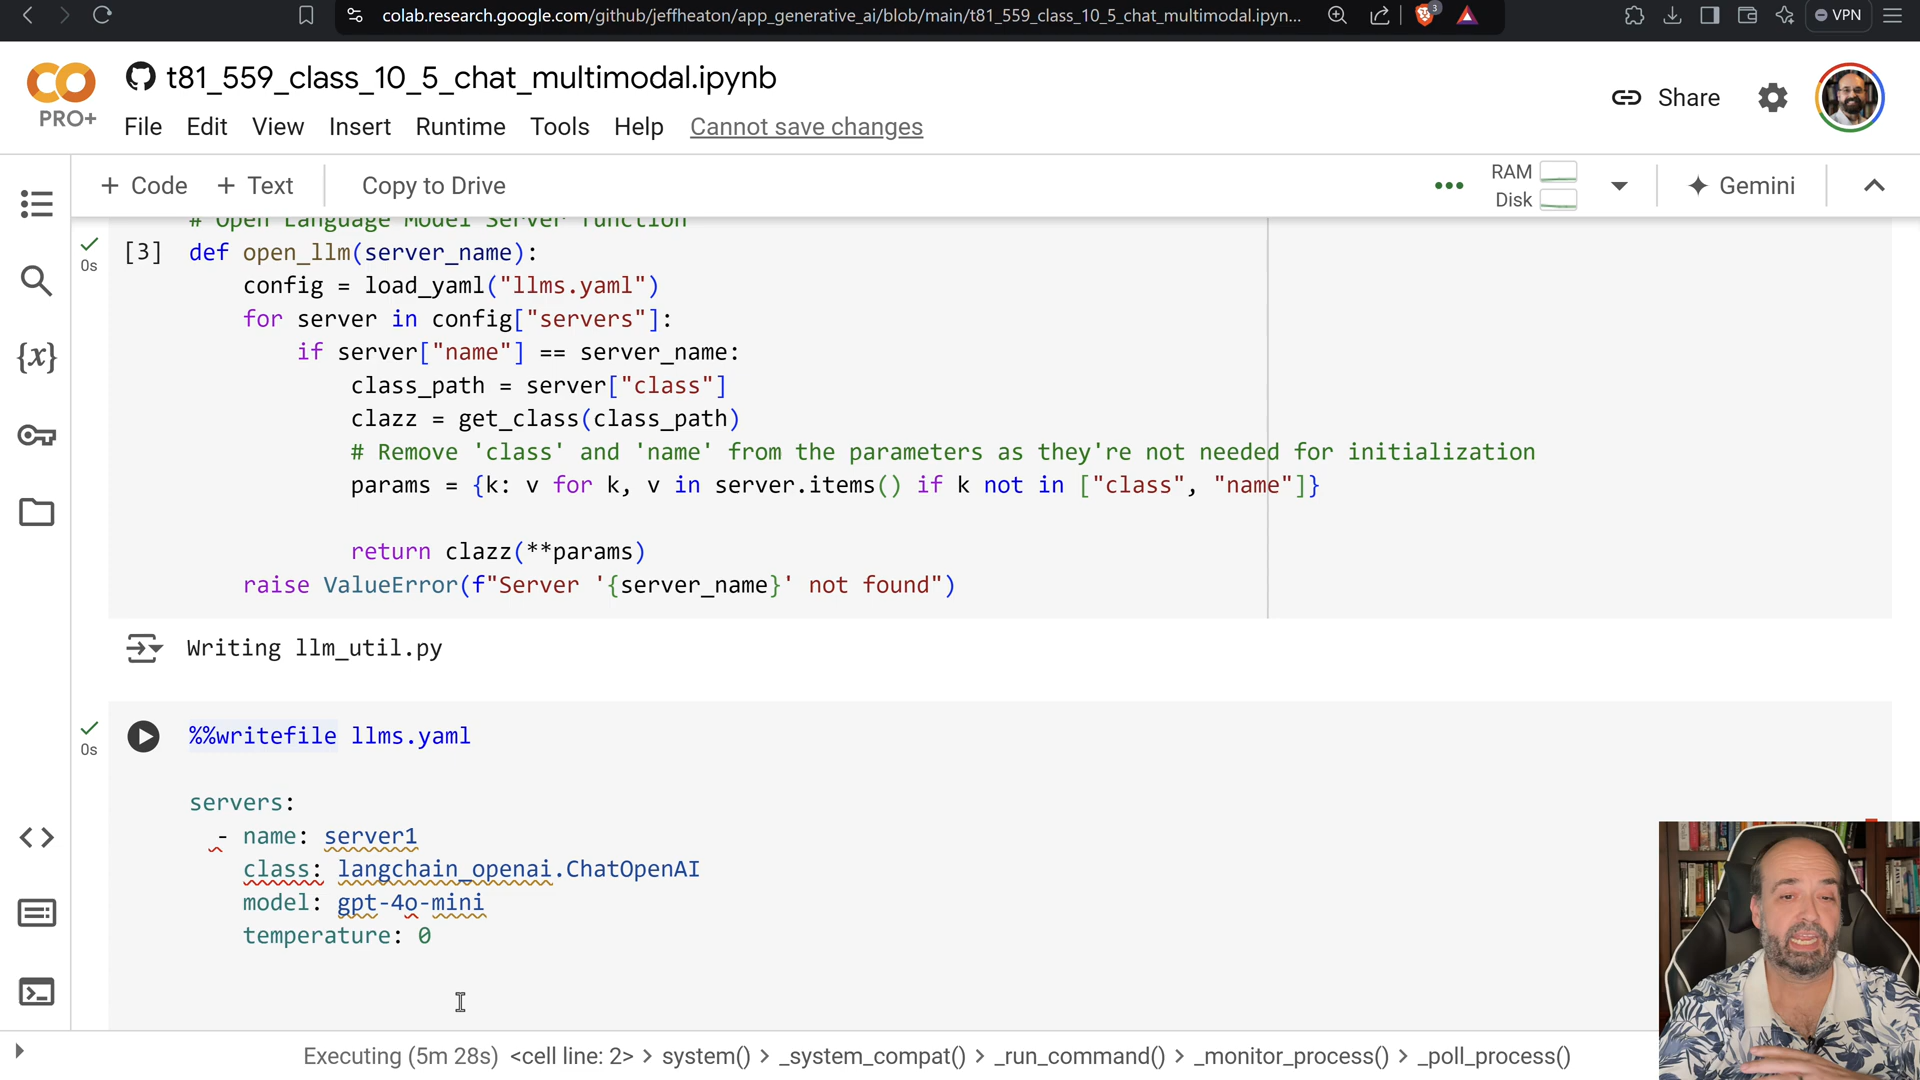 colab.research.google.com/github/jeffheaton/app_generative_ai/blob/main/t81_559_class_10_5_chat_multimodal.ipyn...
3
VPN
t81_559_class_10_5_chat_multimodal.ipynb
PRO+
File Edit View Insert Runtime Tools Help Cannot save changes
Share
+ Code + Text Copy to Drive
RAM
Disk
Gemini
# Open Language Model Server function
[3] def open_llm(server_name):
0s
config = load_yaml("llms.yaml")
for server in config["servers"]:
if server["name"] == server_name:
class_path = server["class"]
clazz = get_class(class_path)
# Remove 'class' and 'name' from the parameters as they're not needed for initialization
params = {k: v for k, v in server.items() if k not in ["class", "name"]}
return clazz(**params)
raise ValueError(f"Server '{server_name}' not found")
Writing llm_util.py
%%writefile llms.yaml
0s
servers:
- name: server1
class: langchain_openai.ChatOpenAI
model: gpt-4o-mini
temperature: 0
Executing (5m 28s) <cell line: 2> > system() > _system_compat() > _run_command() > _monitor_process() > _poll_process()